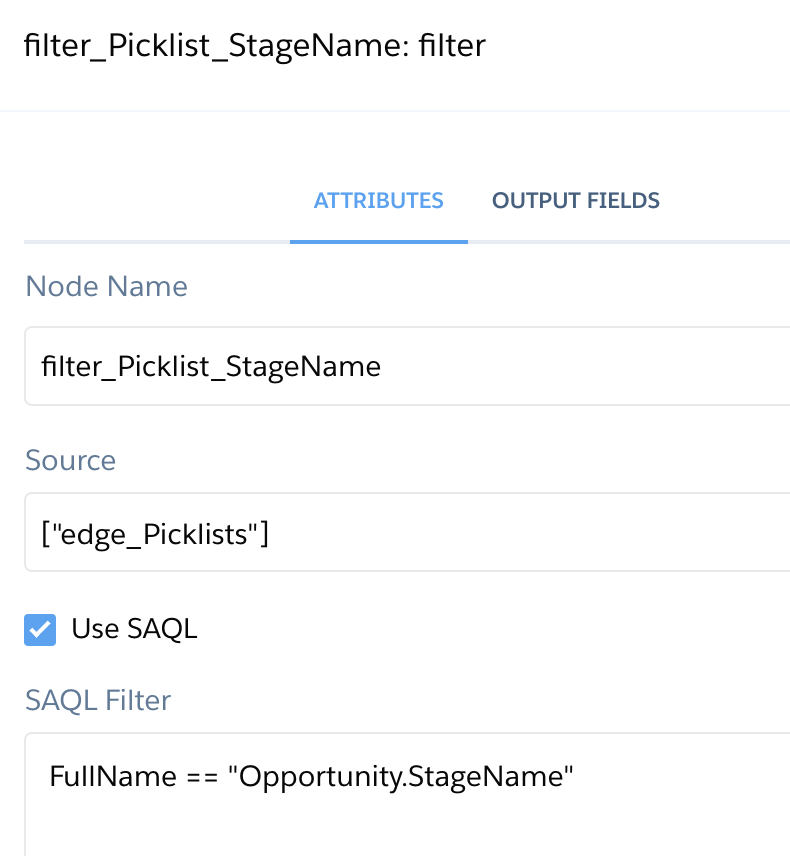 filter_Picklist_StageName: filter
ATTRIBUTES OUTPUT FIELDS
Node Name
filter_Picklist_StageName
Source
["edge_Picklists"]
Use SAQL
SAQL Filter
FullName == "Opportunity.StageName"